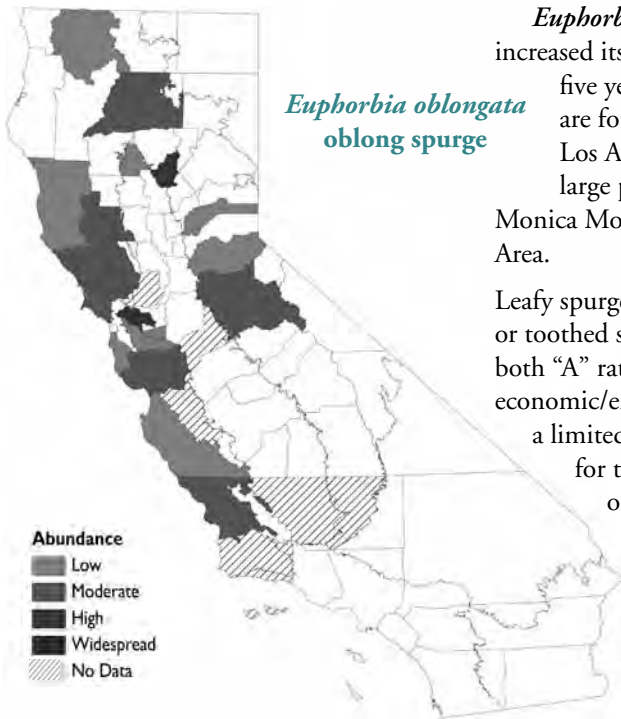 Euphorbia oblongata
oblong spurge
Abundance
Low
Moderate
High
Widespread
No Data
increased its
five ye
are fo
Los A
large p
Monica Mo
Area.
Leafy spurge
or toothed s
both “A” rat
economic/e
a limited
for t
o